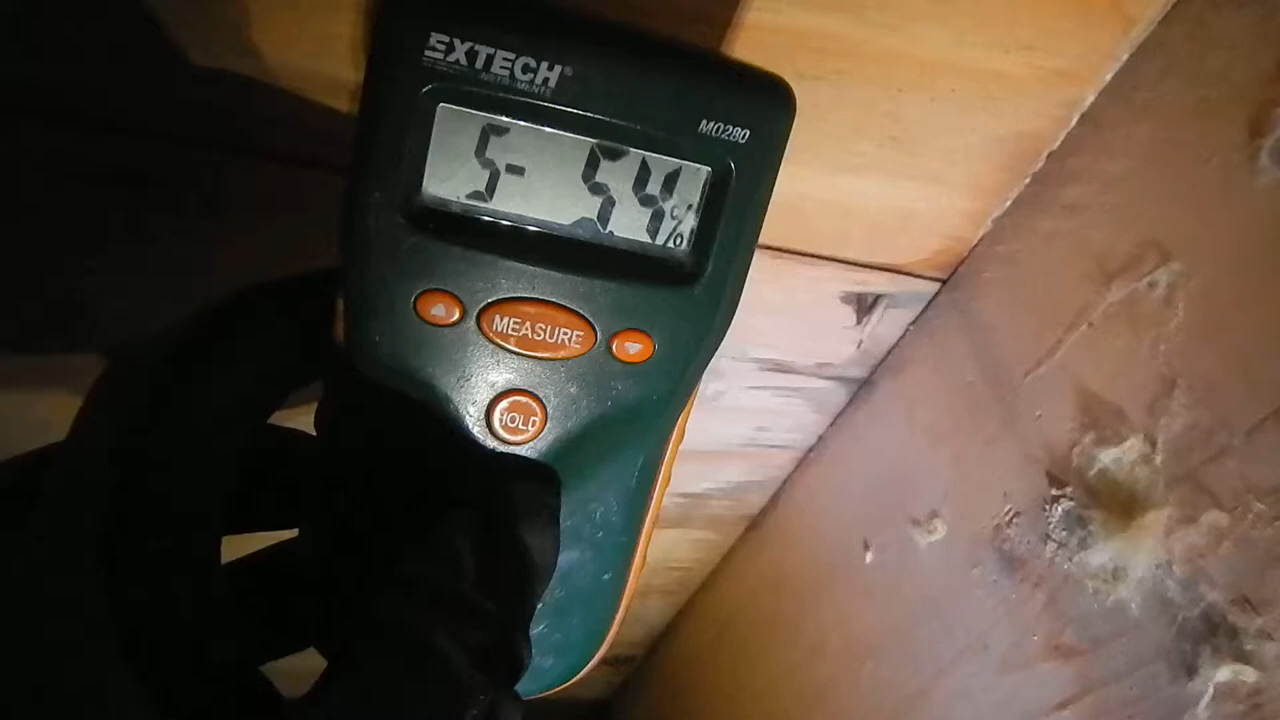 EXTECH®
INSTRUMENTS
MO280
5- 54%
MEASURE
HOLD